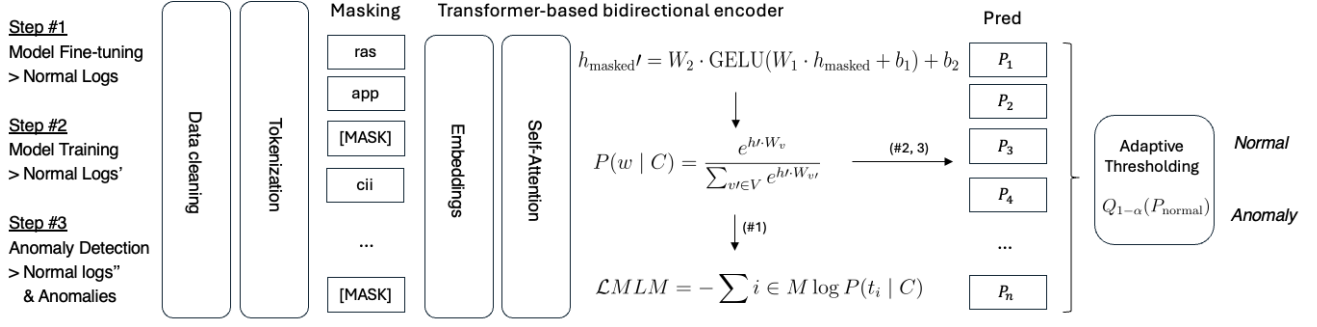 Step #1
Model Fine-tuning
> Normal Logs
Step #2
Model Training
> Normal Logs'
Step #3
Anomaly Detection
> Normal logs"
& Anomalies
Data cleaning
Tokenization
Masking
ras
app
[MASK]
cii
...
[MASK]
Transformer-based bidirectional encoder
Embeddings
Self-Attention
h_masked′ = W_2 · GELU(W_1 · h_masked + b_1) + b_2
P(w | C) = e^{h′·W_v} / ∑_{v′∈V} e^{h′·W_{v′}}
(#2, 3)
(#1)
ℒMLM = − ∑ i ∈ M log P(t_i | C)
Pred
P_1
P_2
P_3
P_4
...
P_n
Adaptive
Thresholding
Q_{1−α}(P_normal)
Normal
Anomaly